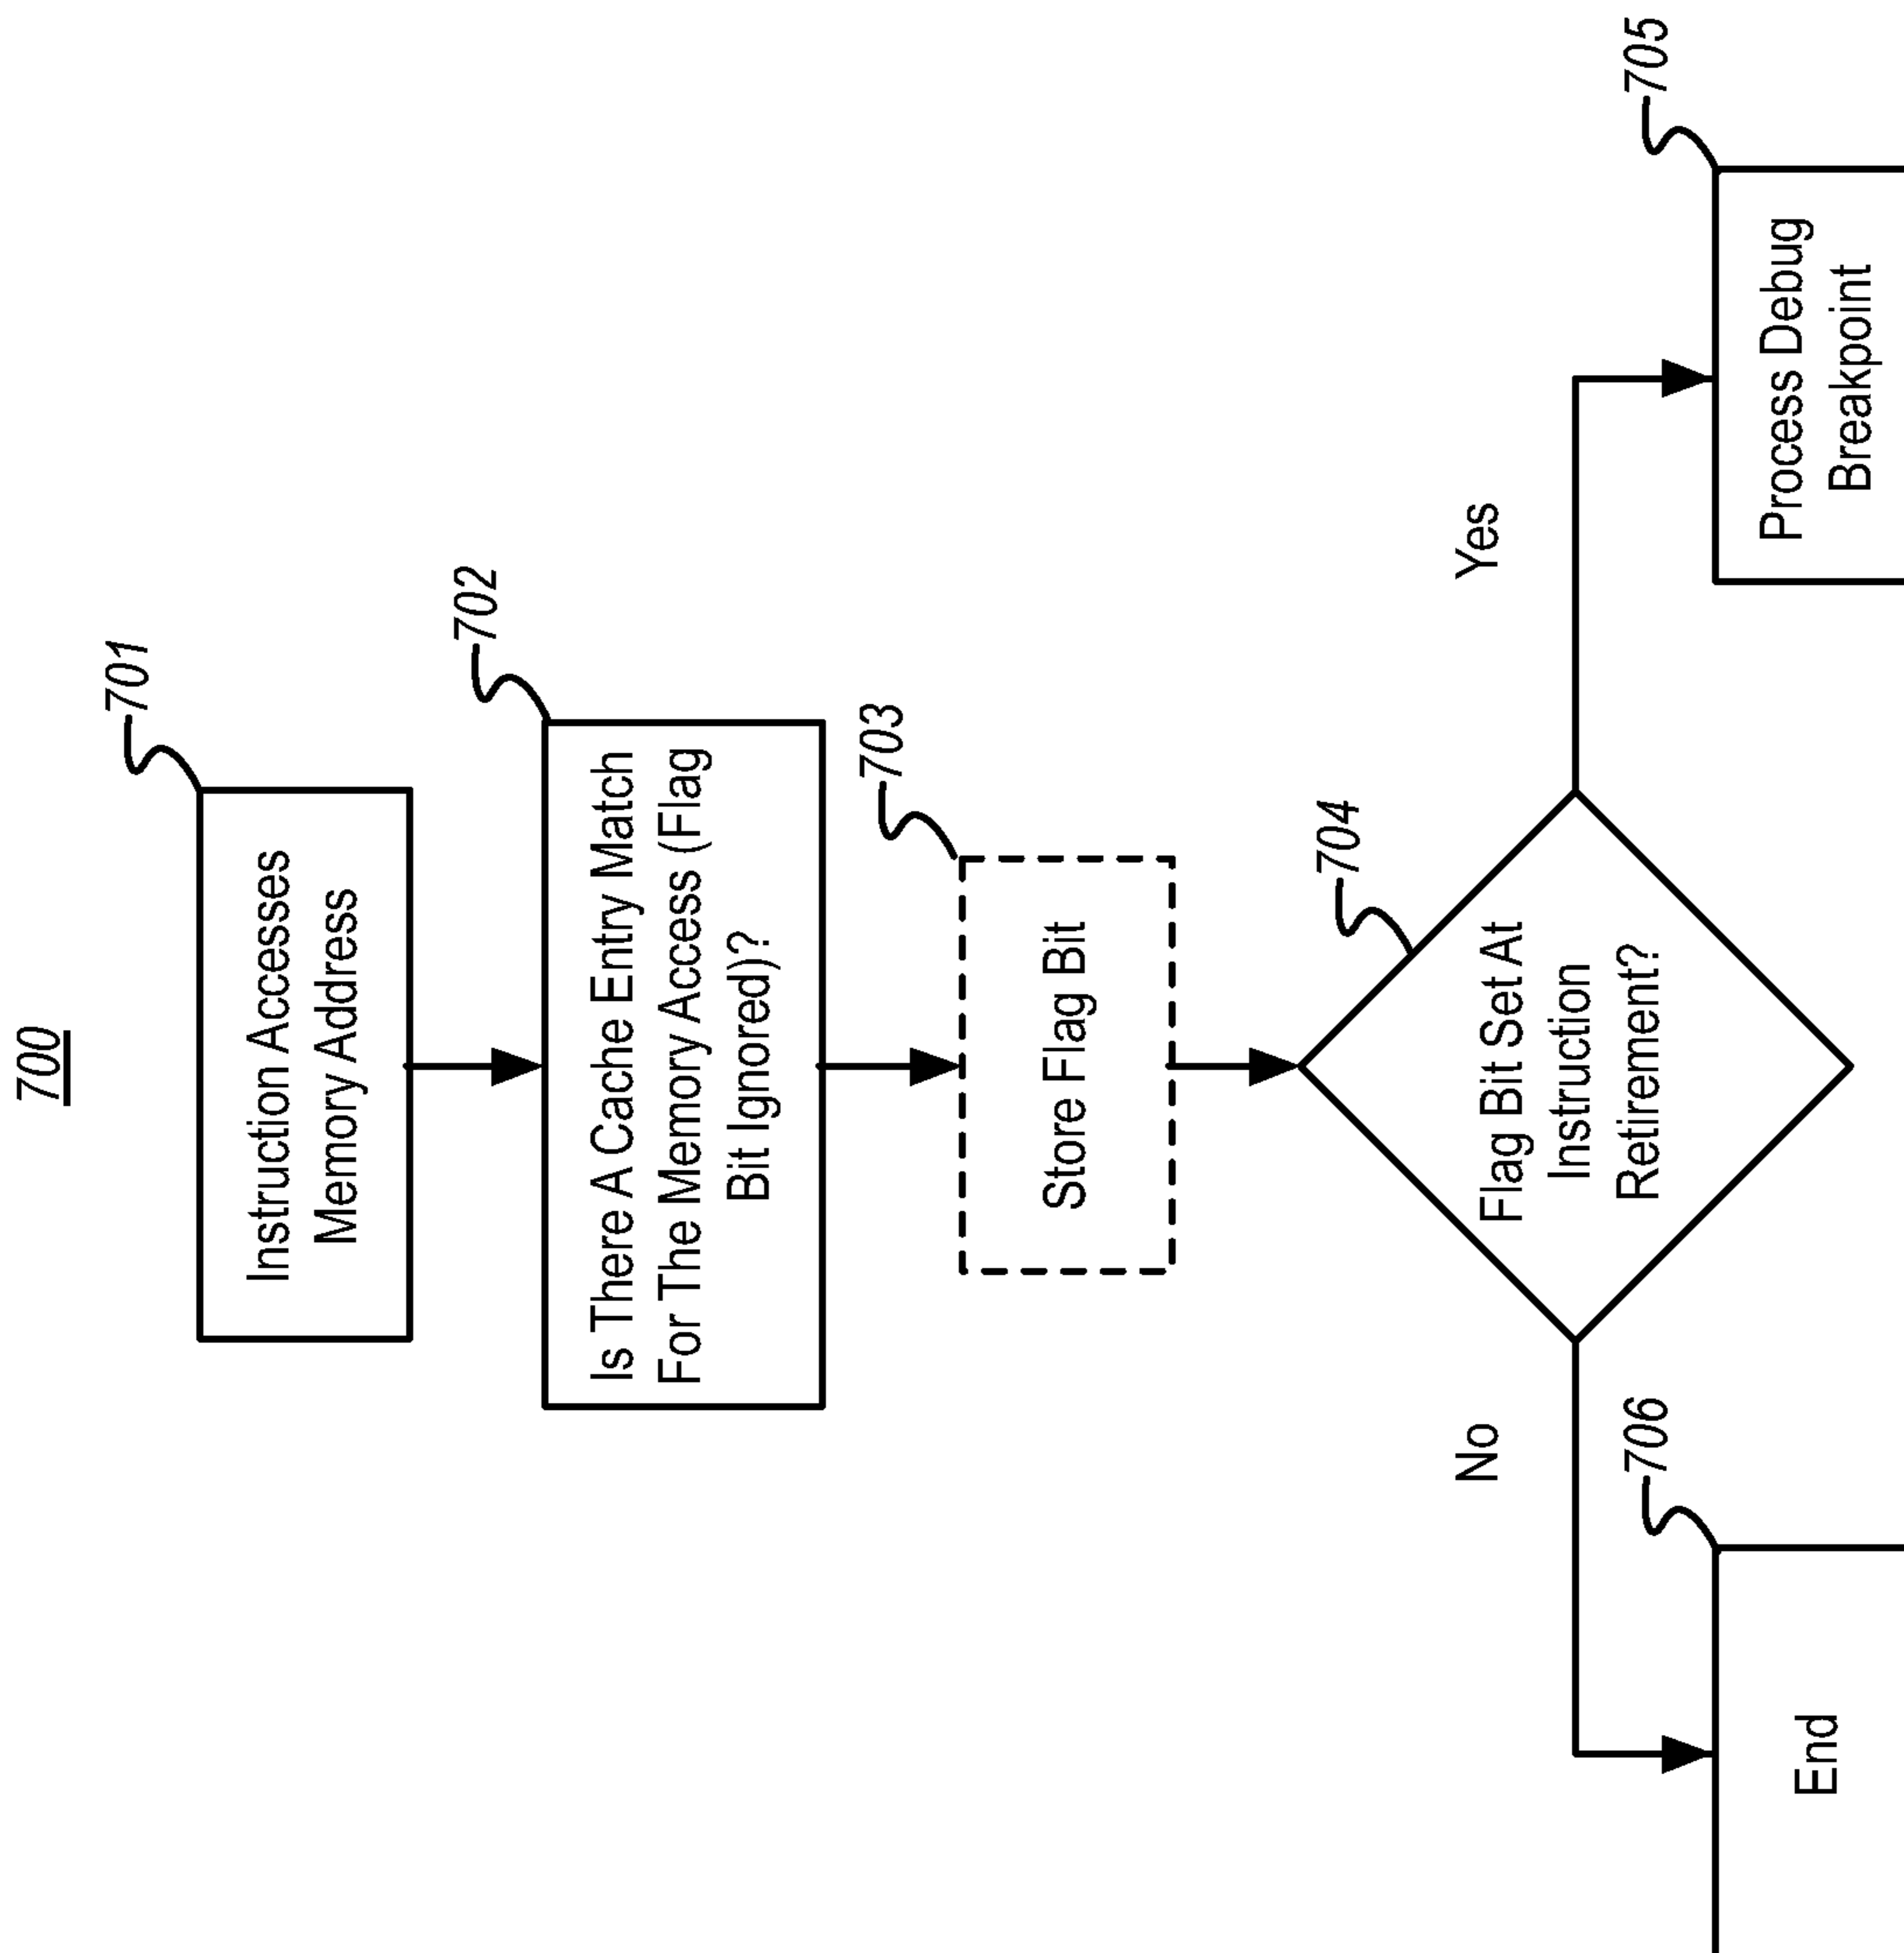 700
701
Instruction Accesses
Memory Address
702
Is There A Cache Entry Match
For The Memory Access (Flag
Bit Ignored)?
703
Store Flag Bit
704
Flag Bit Set At
Instruction
Retirement?
No
Yes
706
End
705
Process Debug
Breakpoint